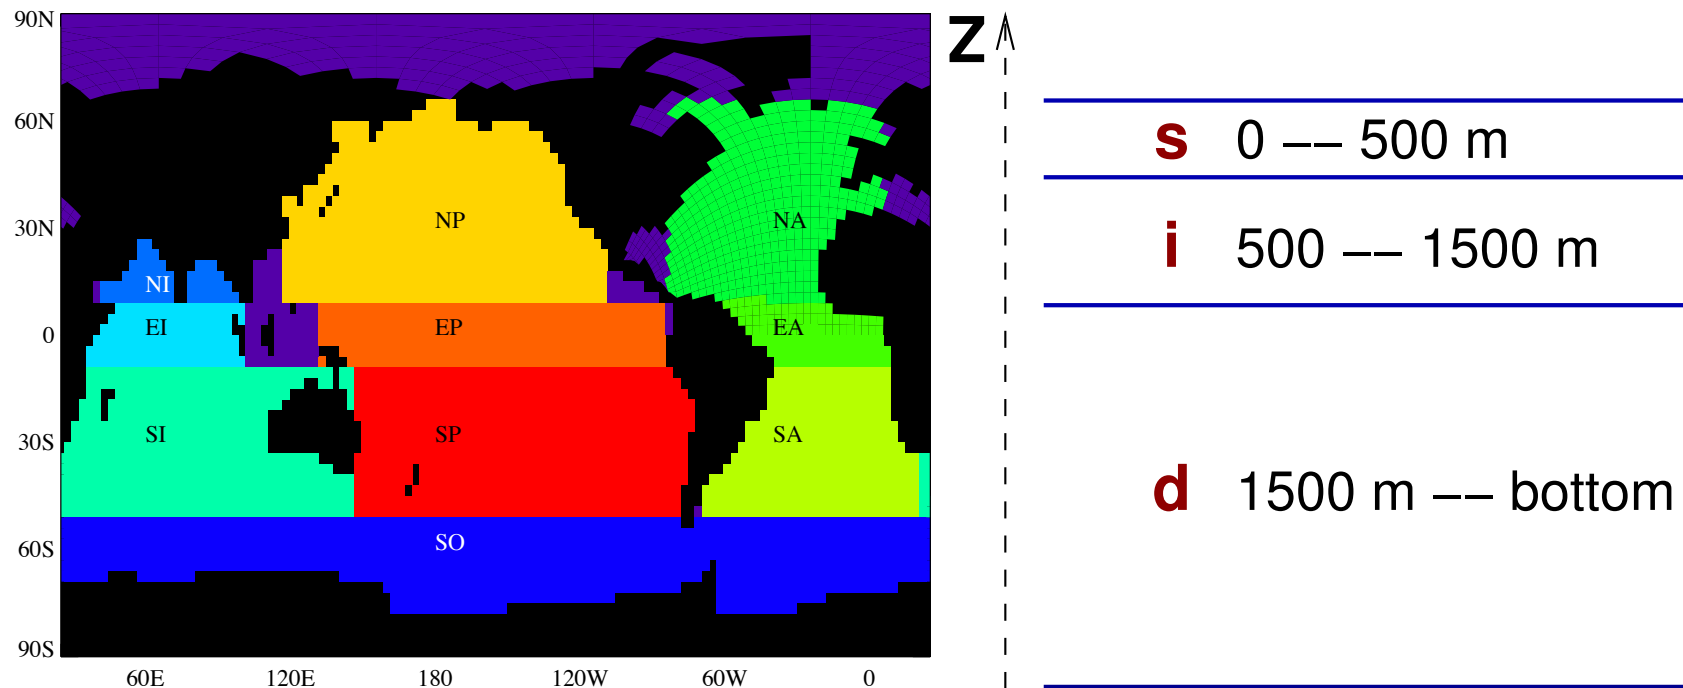 90N
60N
30N
0
30S
60S
90S
60E 120E 180 120W 60W 0
NP
NA
NI
EI
EP
EA
SI
SP
SA
SO
Z
s 0 –– 500 m
i 500 –– 1500 m
d 1500 m –– bottom